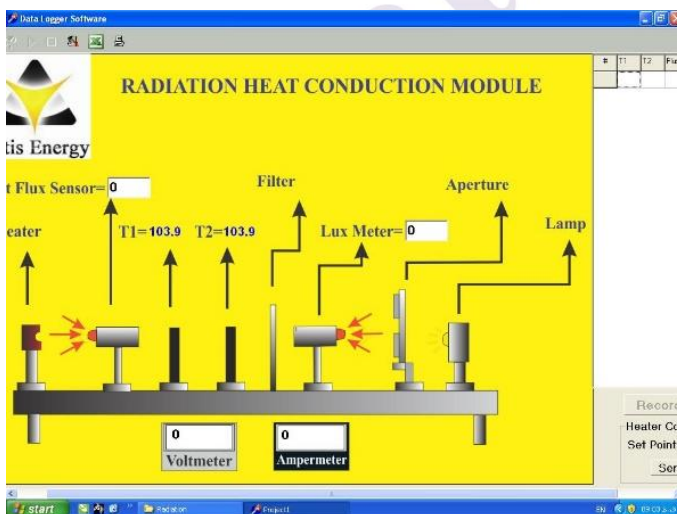 Data Logger Software
# T1 T2
RADIATION HEAT CONDUCTION MODULE
tis Energy
t Flux Sensor= 0
Filter
Aperture
eater
T1=103.9 T2=103.9
Lux Meter= 0
Lamp
0
0
Voltmeter
Ampermeter
Record
Heater Co
Set Point
start
Radiation
Project1
EN